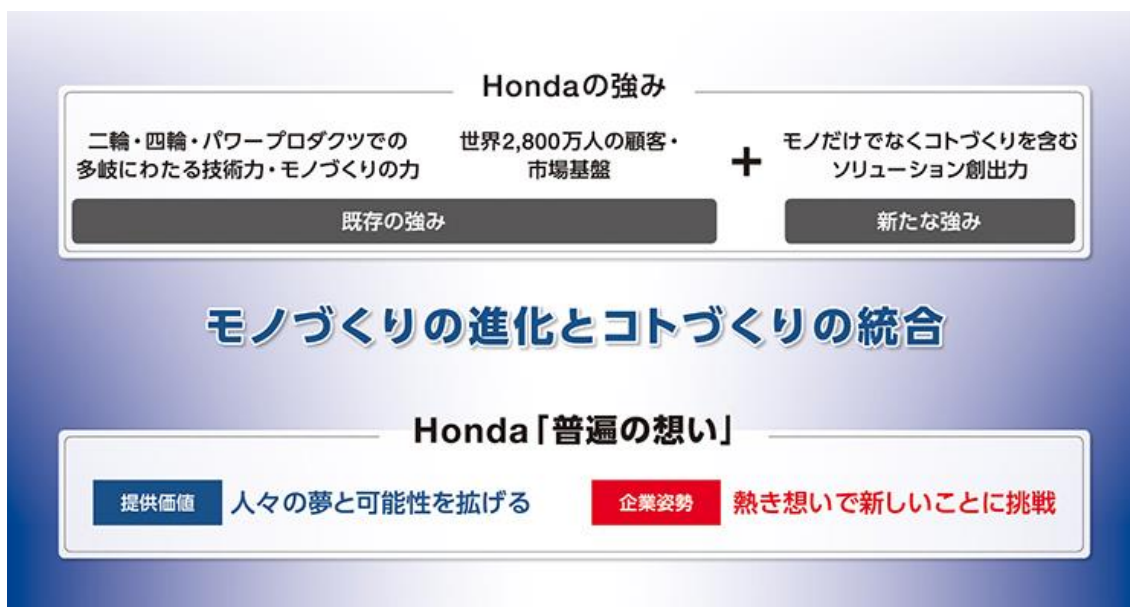 Hondaの強み
二輪・四輪・パワープロダクツでの
多岐にわたる技術力・モノづくりの力
世界2,800万人の顧客・
市場基盤
+
モノだけでなくコトづくりを含む
ソリューション創出力
既存の強み
新たな強み
モノづくりの進化とコトづくりの統合
Honda「普遍の想い」
提供価値 人々の夢と可能性を拡げる
企業姿勢 熱き想いで新しいことに挑戦